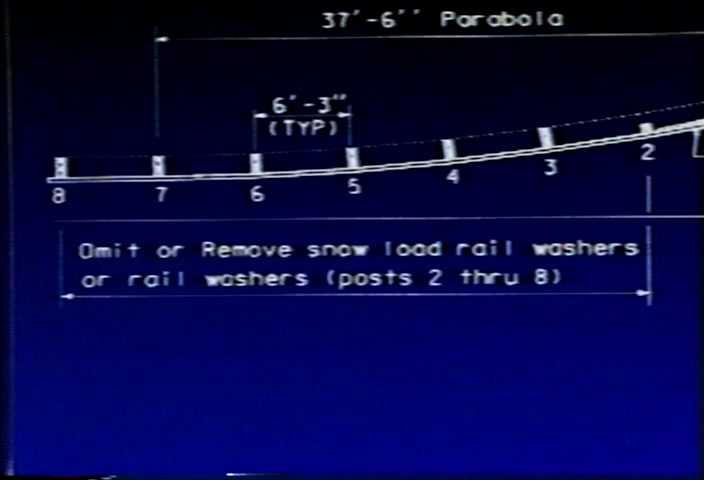 37'-6'' Parabola
6'-3"
(TYP)
8 7 6 5 4 3 2
Omit or Remove snow load rail washers
or rail washers (posts 2 thru 8)